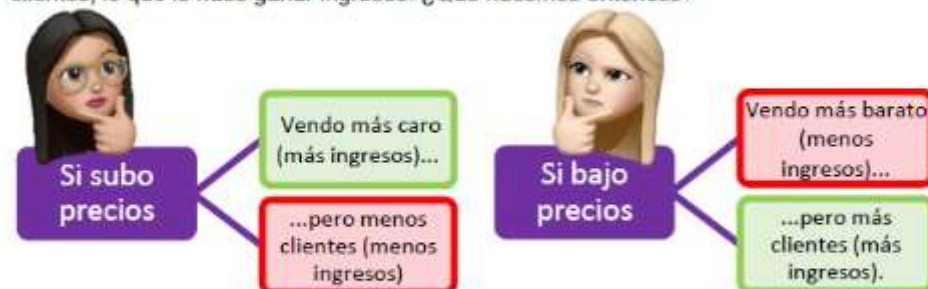 Si subo
precios
Vendo más caro
(más ingresos)...
...pero menos
clientes (menos
ingresos)
Si bajo
precios
Vendo más barato
(menos
ingresos)...
...pero más
clientes (más
ingresos).